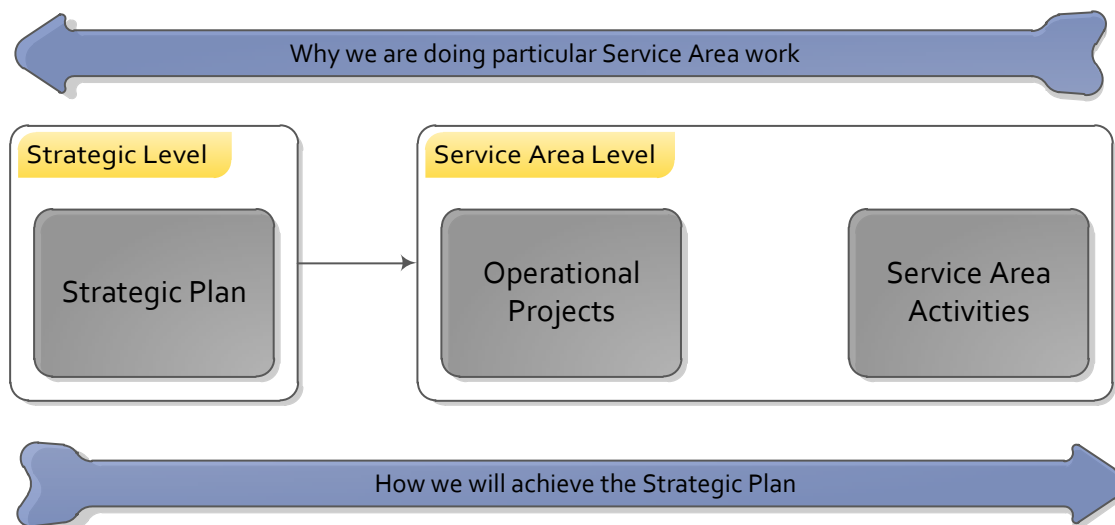 Why we are doing particular Service Area work
Strategic Level
Service Area Level
Strategic Plan
Operational
Projects
Service Area
Activities
How we will achieve the Strategic Plan